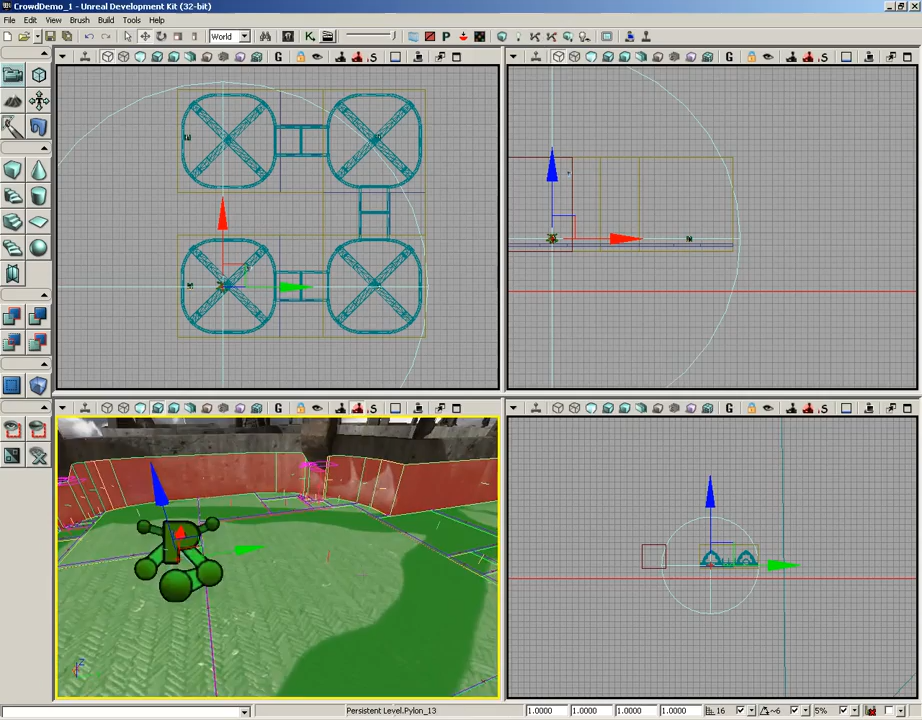 CrowdDemo_1 - Unreal Development Kit (32-bit)
File Edit View Brush Build Tools Help
World
G S
G S
G S
G S
Z
Persistent Level.Pylon_13 1.0000 1.0000 1.0000 1.0000 16 ~6 5%